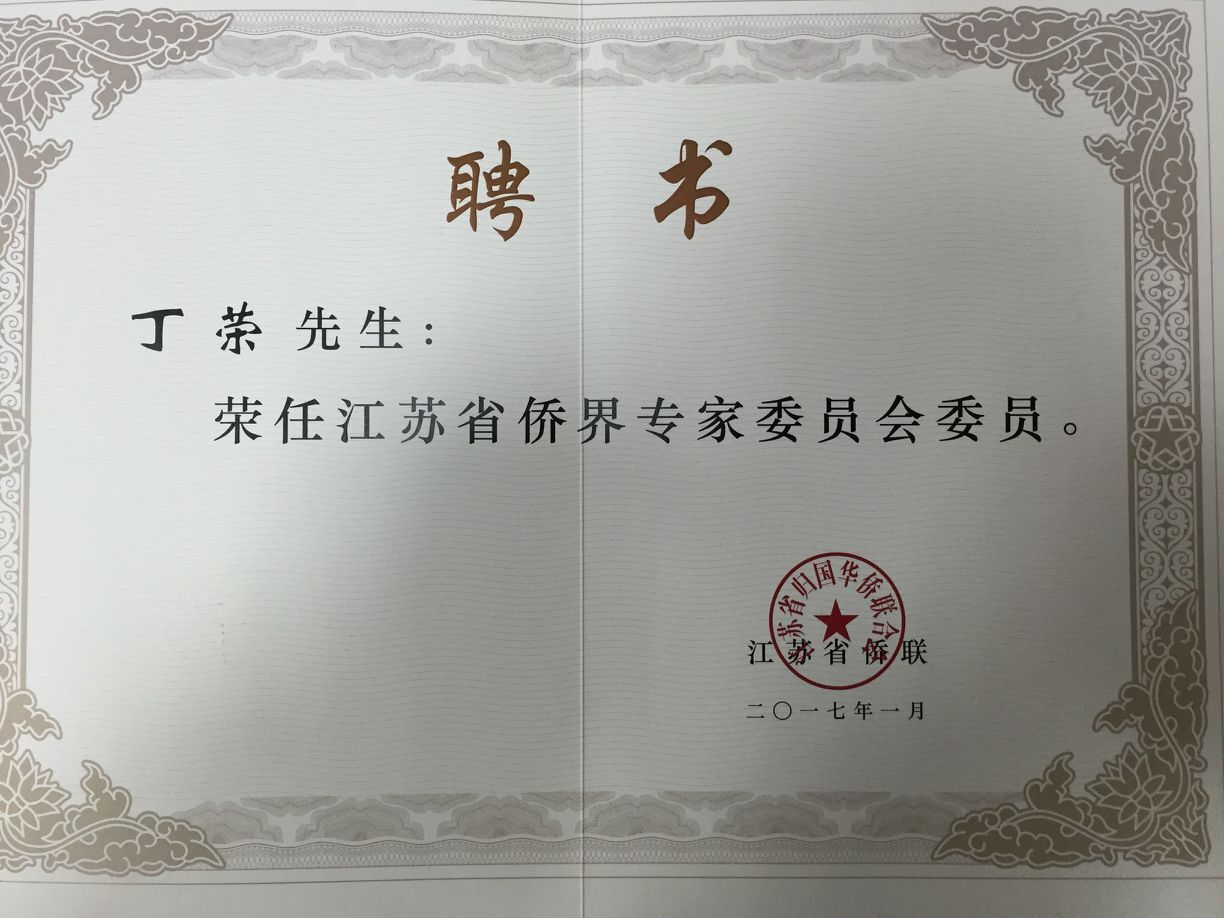 聘书
丁荣先生：
荣任江苏省侨界专家委员会委员。
江苏省归国华侨联合会
江苏省侨联
二〇一七年一月